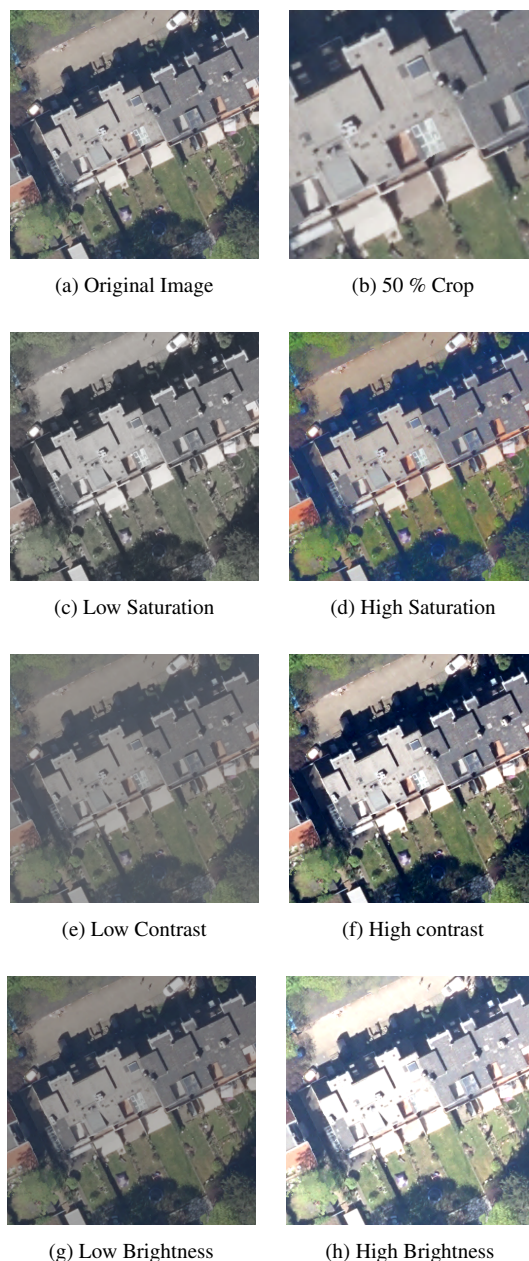 (a) Original Image
(b) 50 % Crop
(c) Low Saturation
(d) High Saturation
(e) Low Contrast
(f) High contrast
(g) Low Brightness
(h) High Brightness